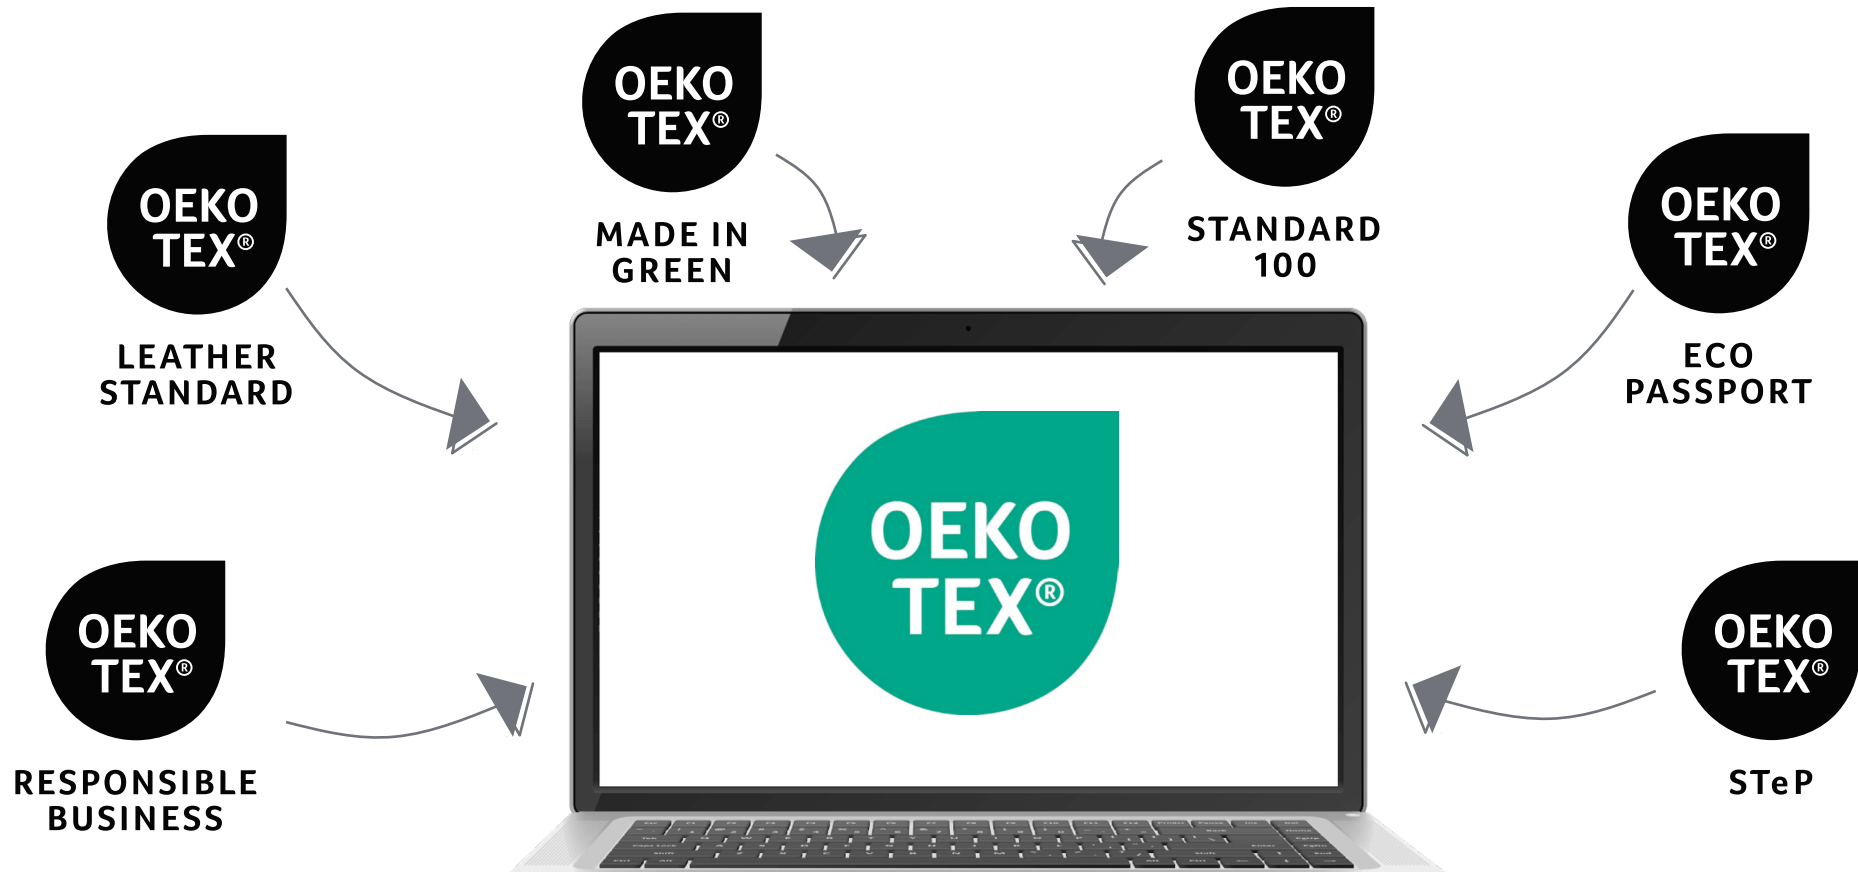 OEKO
TEX®
MADE IN
GREEN
OEKO
TEX®
STANDARD
100
OEKO
TEX®
LEATHER
STANDARD
OEKO
TEX®
ECO
PASSPORT
OEKO
TEX®
OEKO
TEX®
RESPONSIBLE
BUSINESS
OEKO
TEX®
STeP